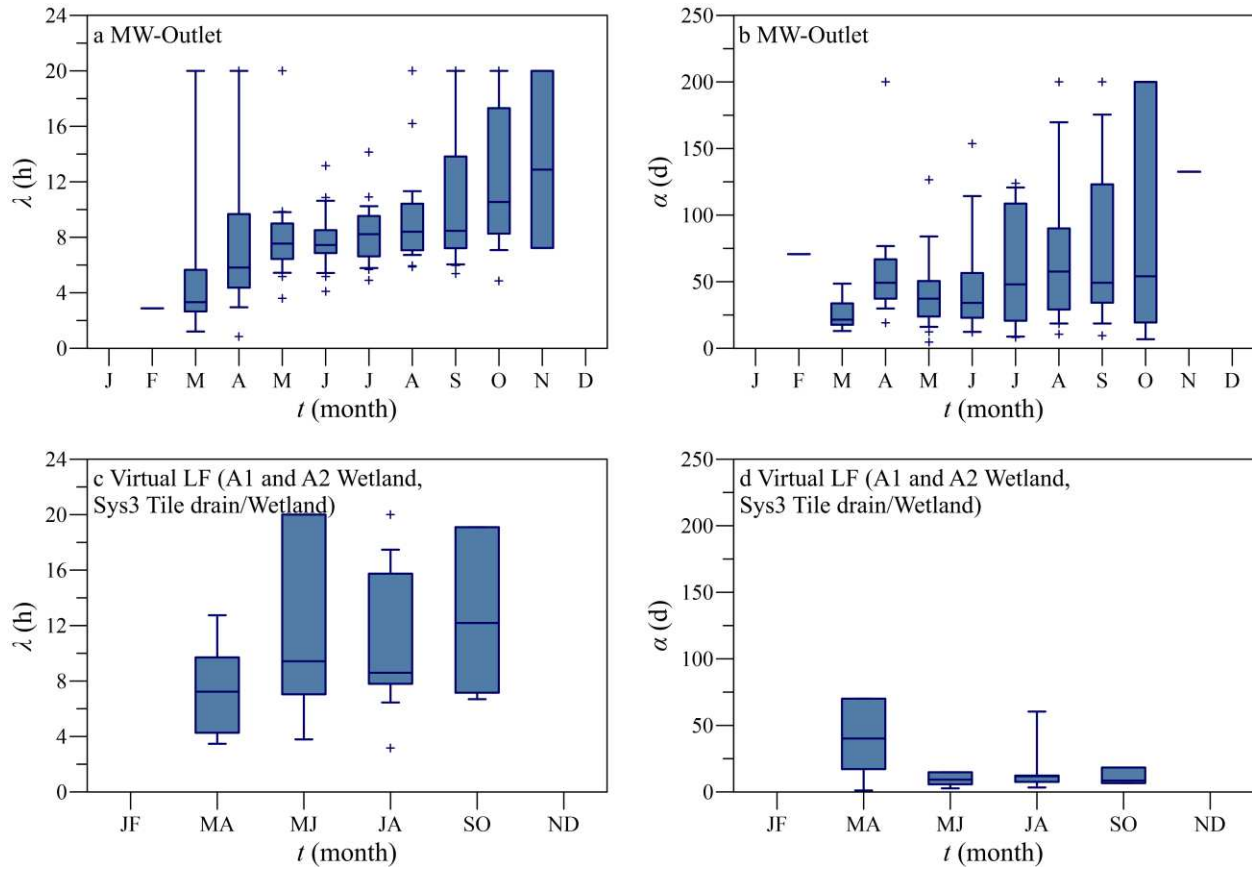 a MW-Outlet
λ (h)
24
20
16
12
8
4
0
J F M A M J J A S O N D
t (month)
b MW-Outlet
α (d)
250
200
150
100
50
0
J F M A M J J A S O N D
t (month)
c Virtual LF (A1 and A2 Wetland,
Sys3 Tile drain/Wetland)
λ (h)
24
20
16
12
8
4
0
JF MA MJ JA SO ND
t (month)
d Virtual LF (A1 and A2 Wetland,
Sys3 Tile drain/Wetland)
α (d)
250
200
150
100
50
0
JF MA MJ JA SO ND
t (month)